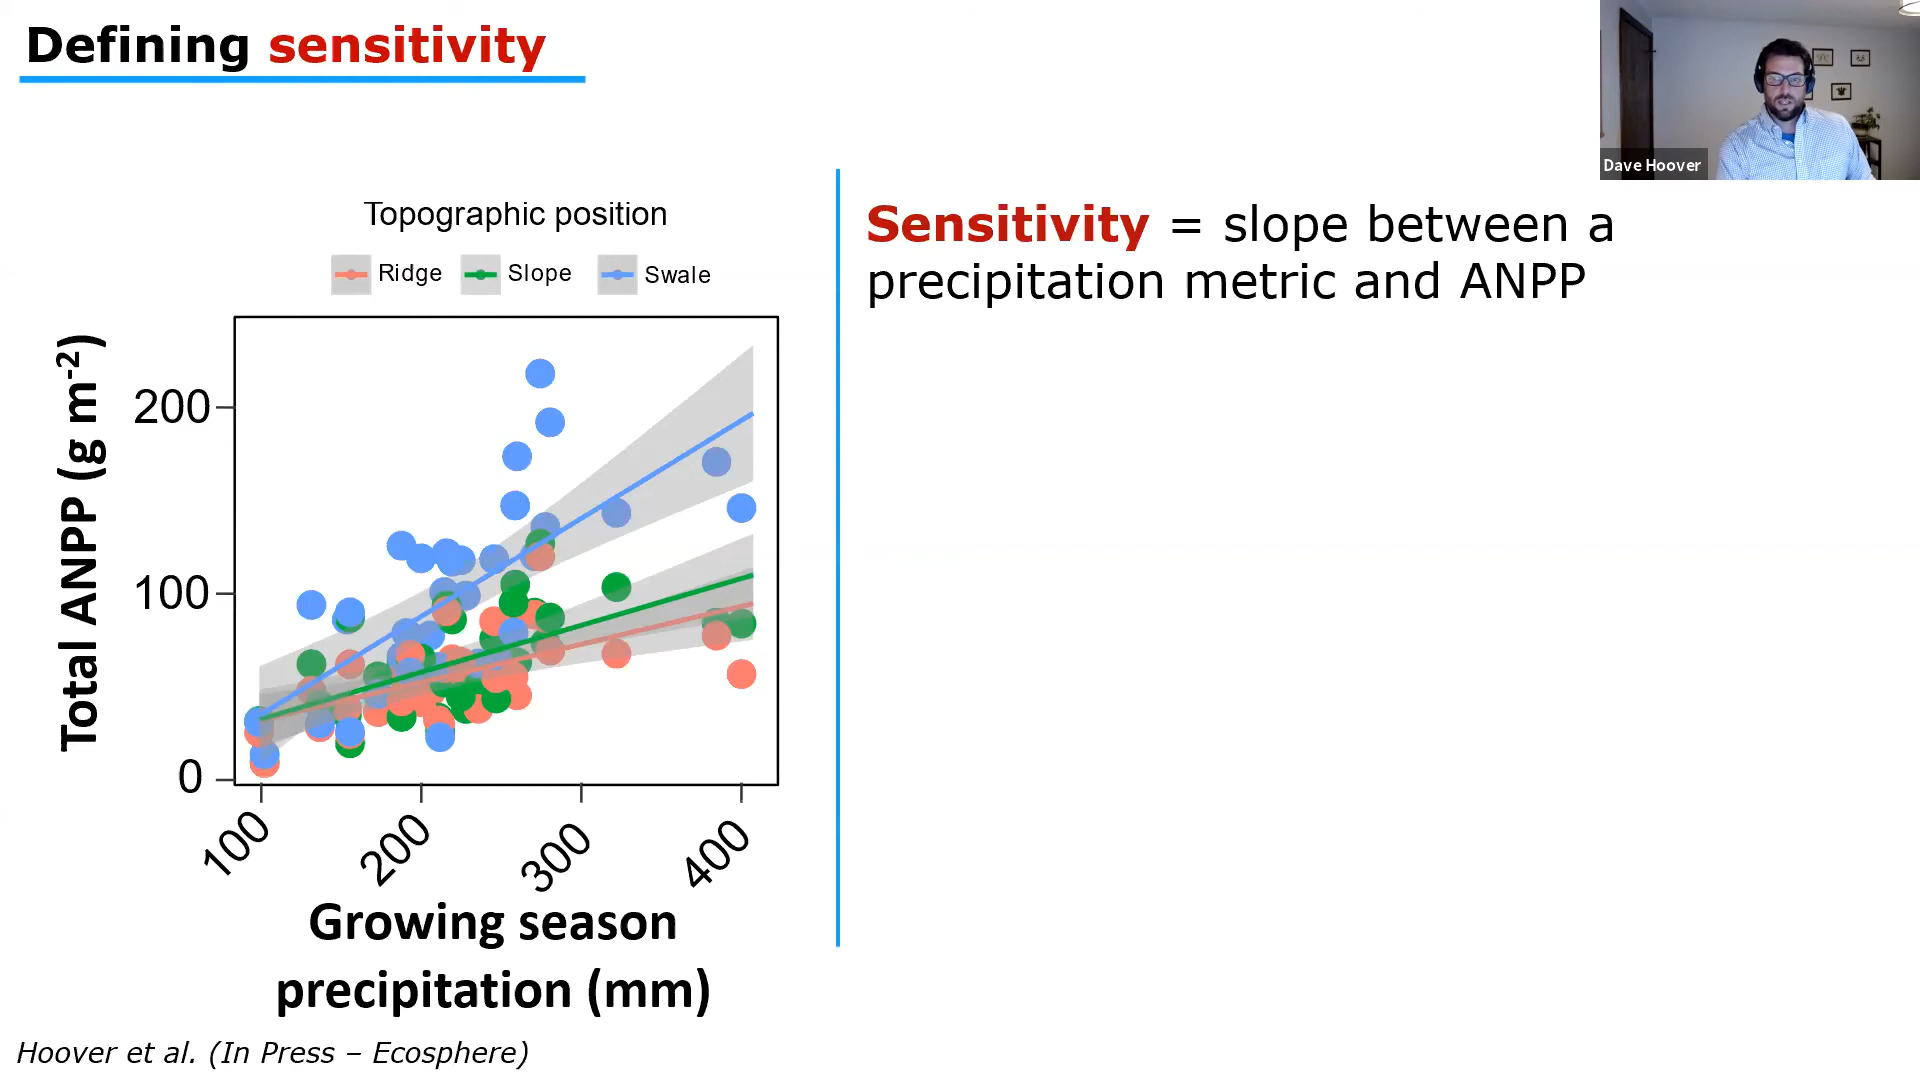 Defining sensitivity
Dave Hoover
Topographic position
Ridge Slope Swale
Total ANPP (g m-2)
200
100
0
100 200 300 400
Growing season
precipitation (mm)
Sensitivity = slope between a
precipitation metric and ANPP
Hoover et al. (In Press – Ecosphere)